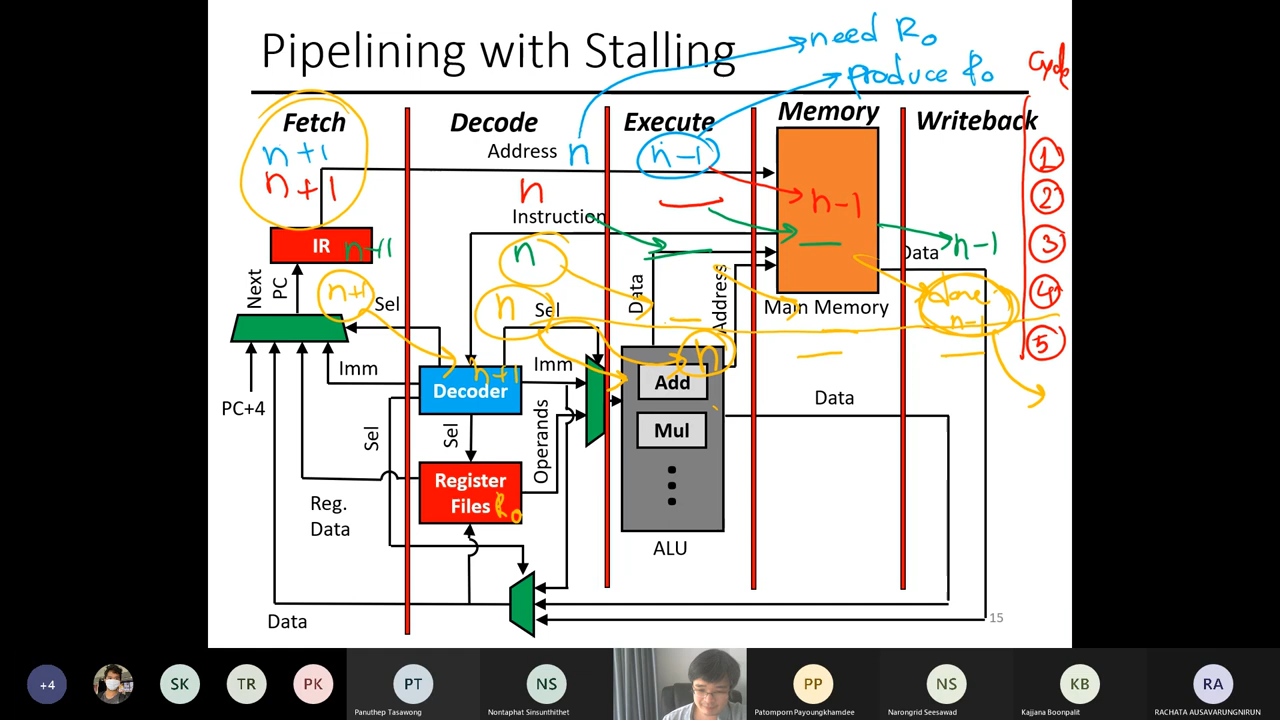 Pipelining with Stalling
need R0
produce R0
Cycle
Fetch
Decode
Execute
Memory
Writeback
n+1
Address
n
n-1
1
n+1
n
n-1
2
Instruction
IR
n+1
n
Data
n-1
3
Next
PC
n+1
Sel
n
Sel
Data
Address
Main Memory
done
n-1
4
n
5
Imm
n+1
Decoder
Imm
Add
PC+4
Sel
Sel
Operands
Mul
Data
Register
Files
R0
Reg.
Data
ALU
Data
15
+4
SK
TR
PK
PT
Panuthep Tasawong
NS
Nontaphat Sinsunthithet
PP
Patomporn Payoungkhamdee
NS
Narongrid Seesawad
KB
Kajjana Boonpalit
RA
RACHATA AUSAVARUNGNIRUN